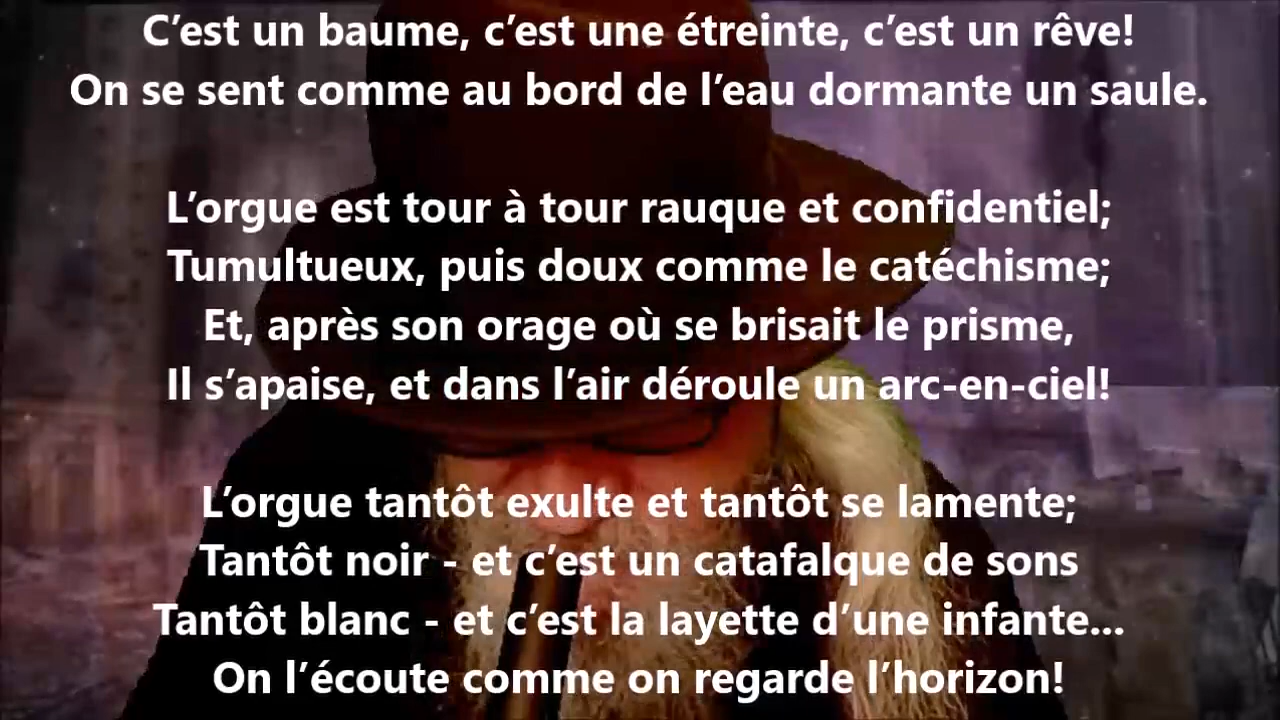 C’est un baume, c’est une étreinte, c’est un rêve!
On se sent comme au bord de l’eau dormante un saule.
L’orgue est tour à tour rauque et confidentiel;
Tumultueux, puis doux comme le catéchisme;
Et, après son orage où se brisait le prisme,
Il s’apaise, et dans l’air déroule un arc-en-ciel!
L’orgue tantôt exulte et tantôt se lamente;
Tantôt noir - et c’est un catafalque de sons
Tantôt blanc - et c’est la layette d’une infante...
On l’écoute comme on regarde l’horizon!